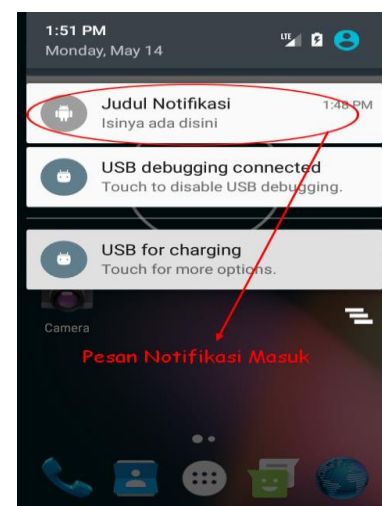 1:51 PM
Monday, May 14
LTE
Judul Notifikasi
1:48 PM
Isinya ada disini
USB debugging connected
Touch to disable USB debugging.
USB for charging
Touch for more options.
Camera
Pesan Notifikasi Masuk